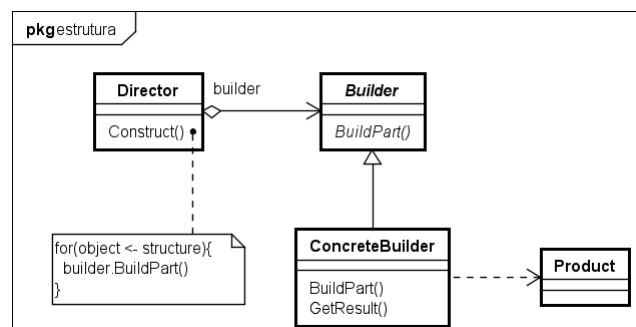 pkg estrutura
Director
builder
Builder
Construct()
BuildPart()
for(object <- structure){
builder.BuildPart()
}
ConcreteBuilder
BuildPart()
GetResult()
Product